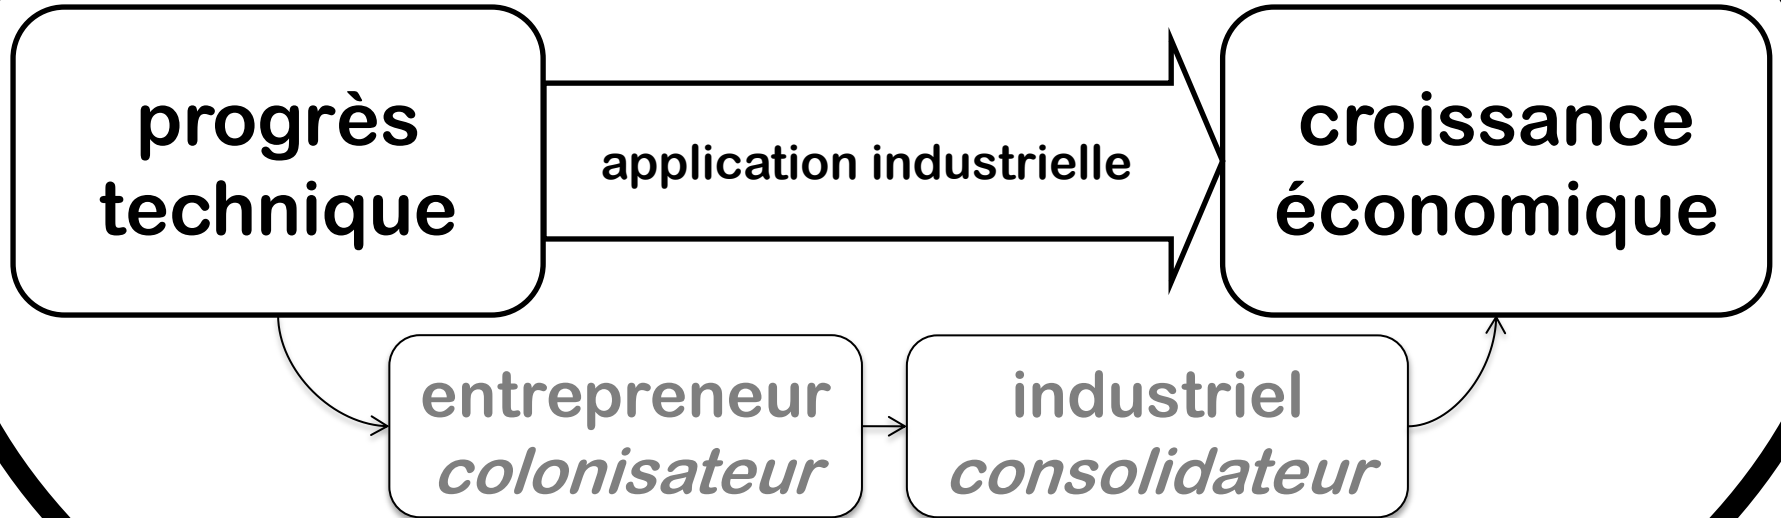 progrès
technique
application industrielle
croissance
économique
entrepreneur
colonisateur
industriel
consolidateur